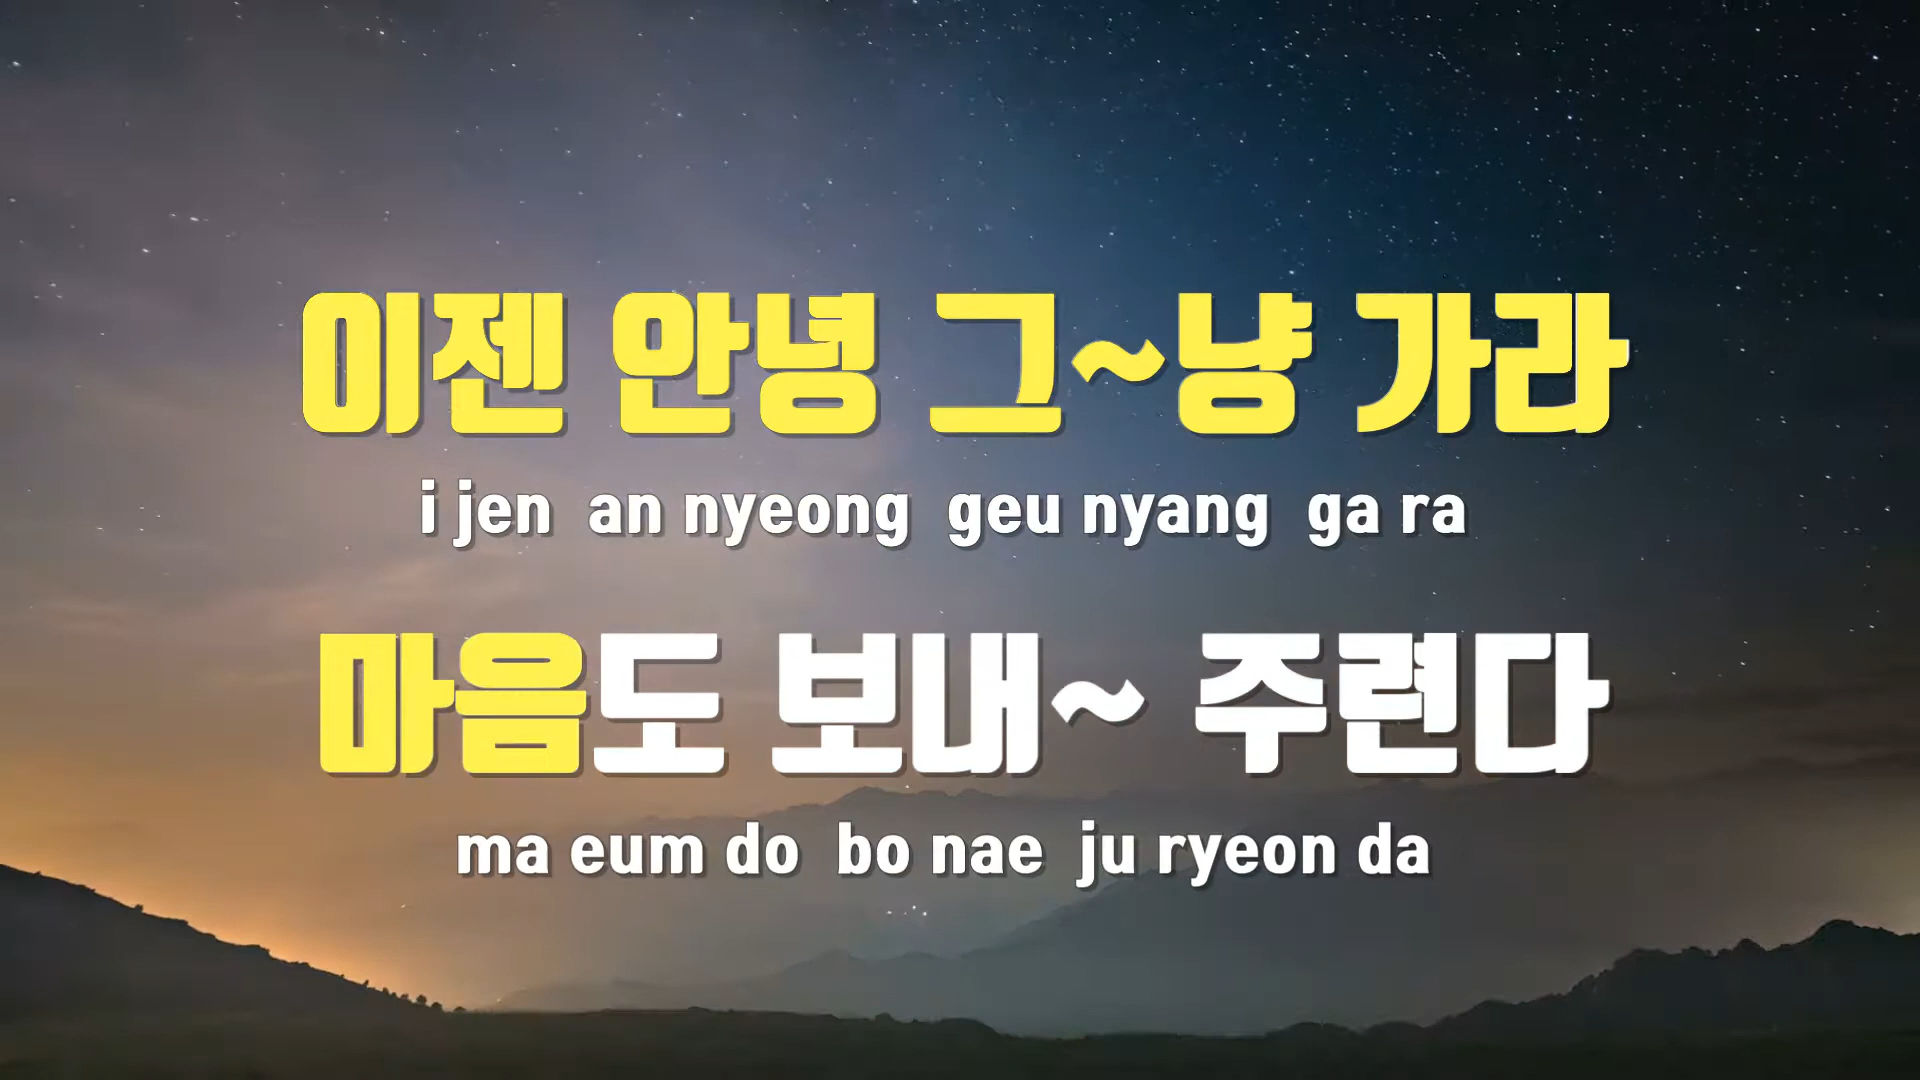 이젠 안녕 그~냥 가라
i jen an nyeong geu nyang ga ra
마음도 보내~ 주련다
ma eum do bo nae ju ryeon da